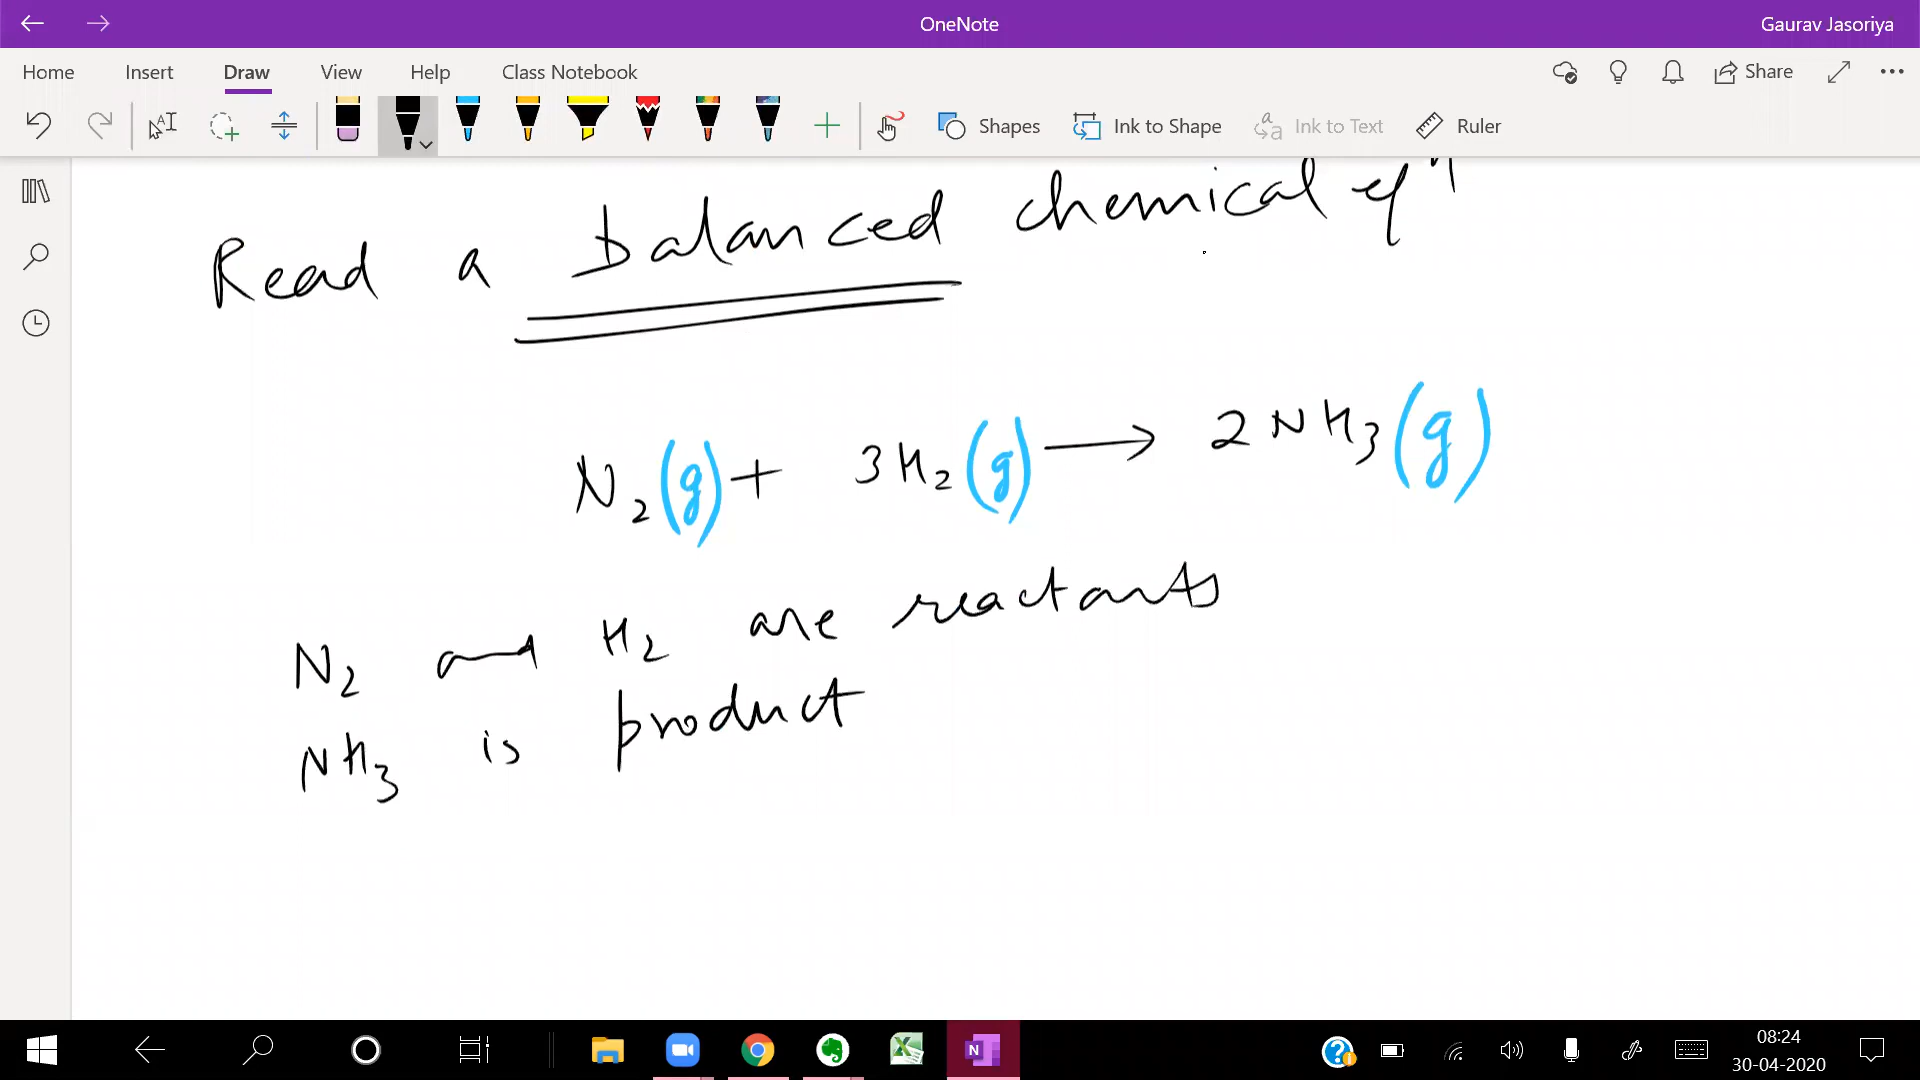 OneNote
Gaurav Jasoriya
Home Insert Draw View Help Class Notebook Share
Shapes Ink to Shape Ink to Text Ruler
Read a balanced chemical eqⁿ
N₂(g) + 3H₂(g) → 2NH₃(g)
N₂ and H₂ are reactants
NH₃ is product
08:24
30-04-2020